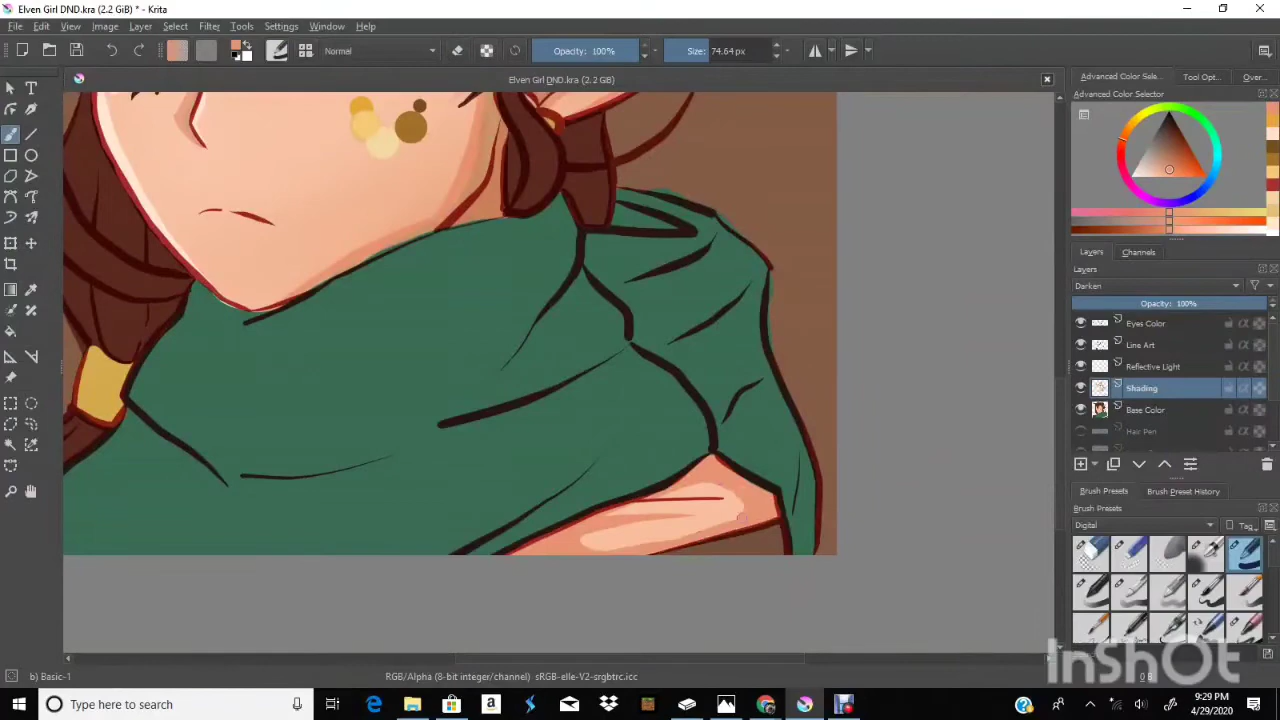 Elven Girl DND.kra (2.2 GiB) * - Krita
File Edit View Image Layer Select Filter Tools Settings Window Help
Normal
Opacity: 100%
Size: 74.64 px
Elven Girl DND.kra (2.2 GiB)
Advanced Color Sele...
Tool Opt...
Over...
Advanced Color Selector
Layers
Channels
Layers
Darken
Opacity: 100%
Eyes Color
Line Art
Reflective Light
Shading
Base Color
Hair Pen
Brush Presets
Brush Preset History
Brush Presets
Digital
Tag
InShOt
b) Basic-1
RGB/Alpha (8-bit integer/channel) sRGB-elle-V2-srgbtrc.icc
Type here to search
9:29 PM
4/29/2020